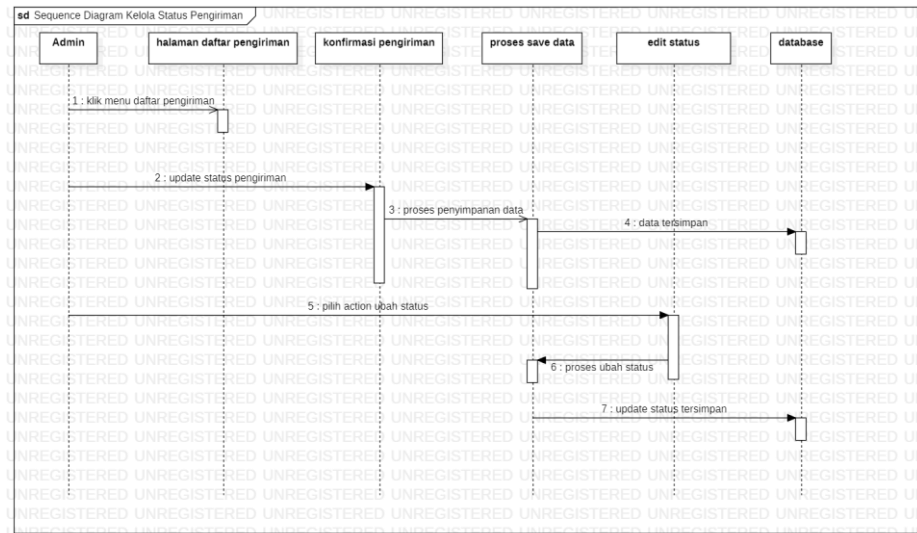 sd Sequence Diagram Kelola Status Pengiriman
Admin
halaman daftar pengiriman
konfirmasi pengiriman
proses save data
edit status
database
1 : klik menu daftar pengiriman
2 : update status pengiriman
3 : proses penyimpanan data
4 : data tersimpan
5 : pilih action ubah status
6 : proses ubah status
7 : update status tersimpan
UNREGISTERED